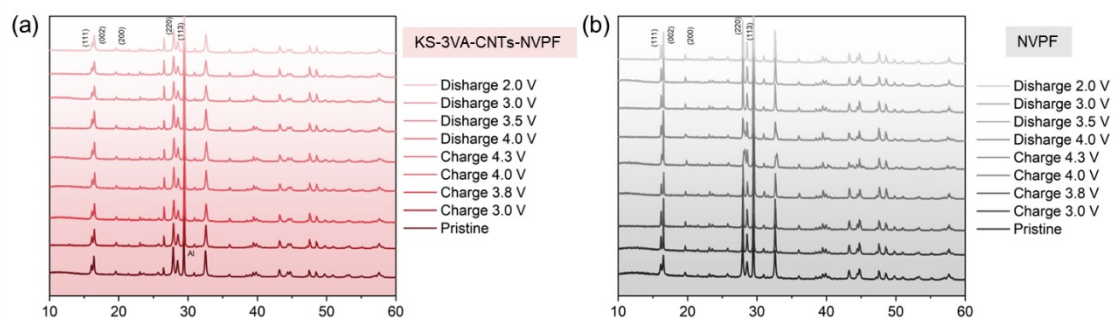 (a)
(111)
(002)
(200)
(220)
(113)
KS-3VA-CNTs-NVPF
Disharge 2.0 V
Disharge 3.0 V
Disharge 3.5 V
Disharge 4.0 V
Charge 4.3 V
Charge 4.0 V
Charge 3.8 V
Charge 3.0 V
Pristine
Al
10 20 30 40 50 60
(b)
(111)
(002)
(200)
(220)
(113)
NVPF
Disharge 2.0 V
Disharge 3.0 V
Disharge 3.5 V
Disharge 4.0 V
Charge 4.3 V
Charge 4.0 V
Charge 3.8 V
Charge 3.0 V
Pristine
10 20 30 40 50 60